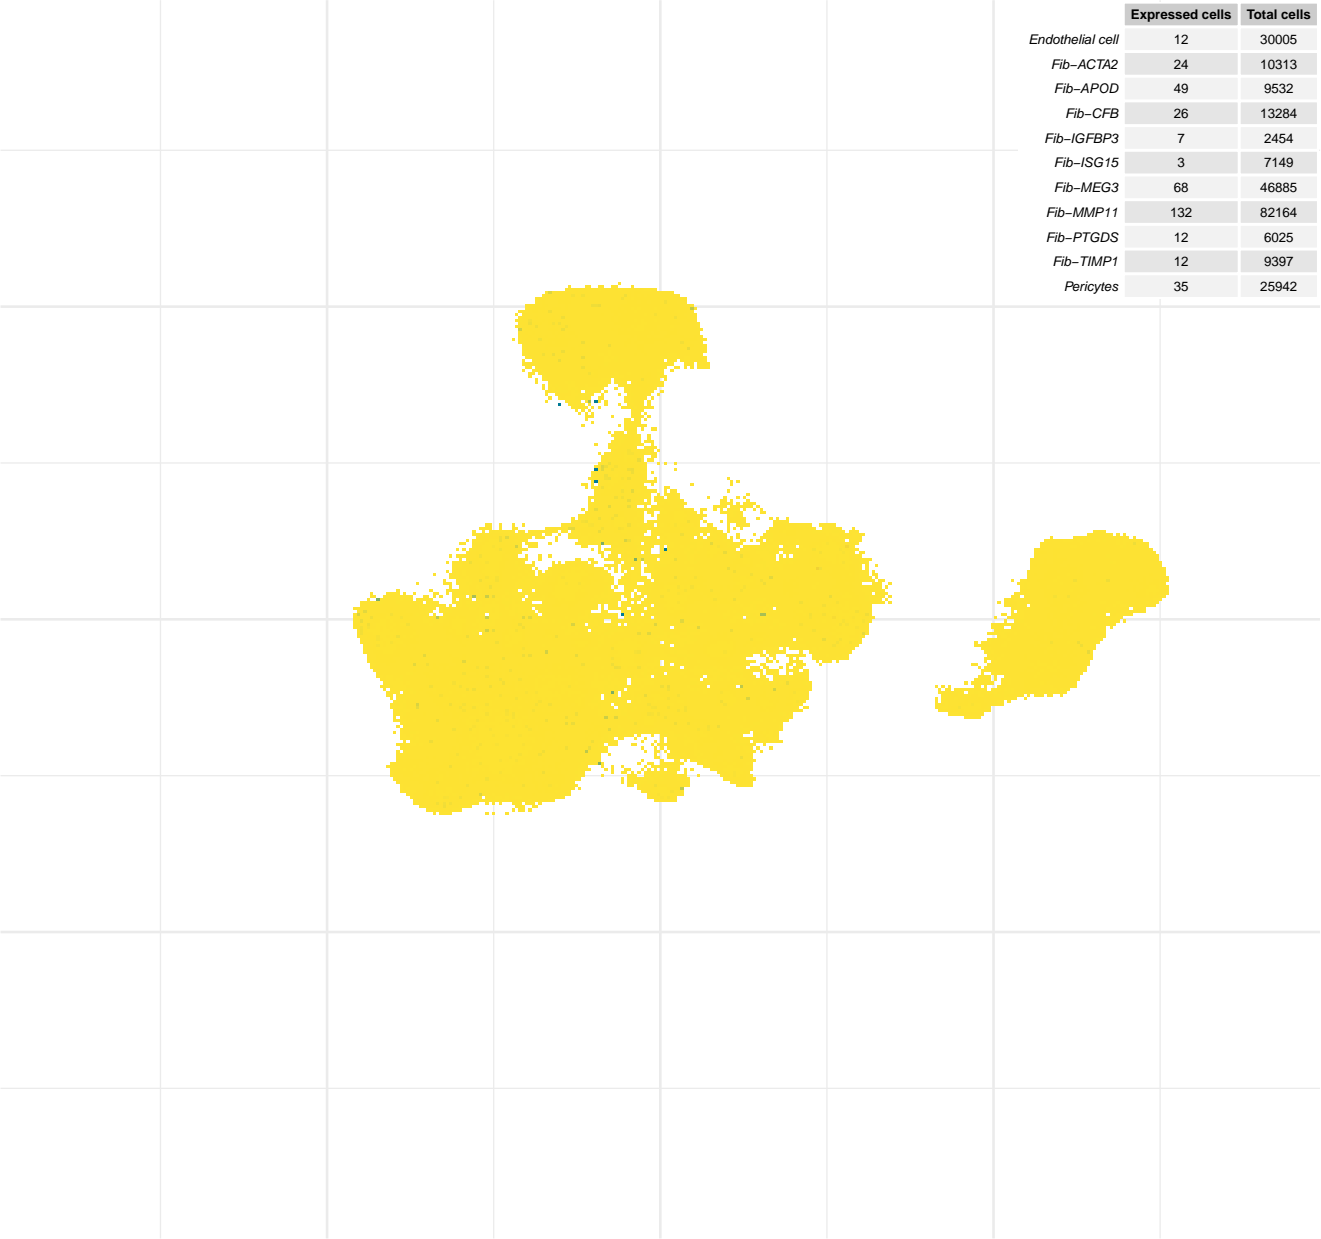 Expressed cells Total cells
Endothelial cell 12 30005
Fib−ACTA2 24 10313
Fib−APOD 49 9532
Fib−CFB 26 13284
Fib−IGFBP3 7 2454
Fib−ISG15 3 7149
Fib−MEG3 68 46885
Fib−MMP11 132 82164
Fib−PTGDS 12 6025
Fib−TIMP1 12 9397
Pericytes 35 25942